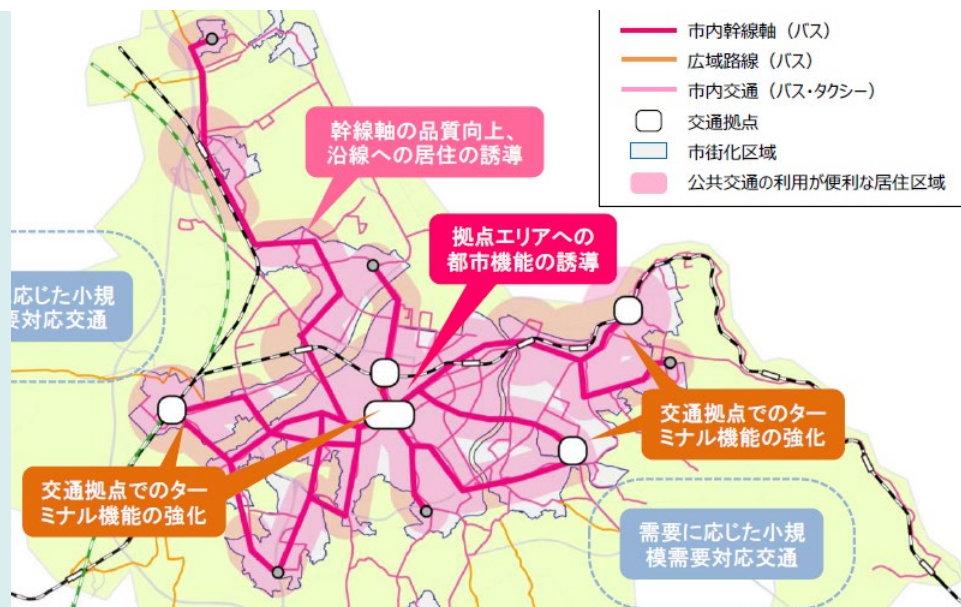 市内幹線軸（バス）
広域路線（バス）
市内交通（バス・タクシー）
交通拠点
市街化区域
公共交通の利用が便利な居住区域
幹線軸の品質向上、
沿線への居住の誘導
拠点エリアへの
都市機能の誘導
応じた小規
要対応交通
交通拠点でのター
ミナル機能の強化
交通拠点でのター
ミナル機能の強化
需要に応じた小規
模需要対応交通